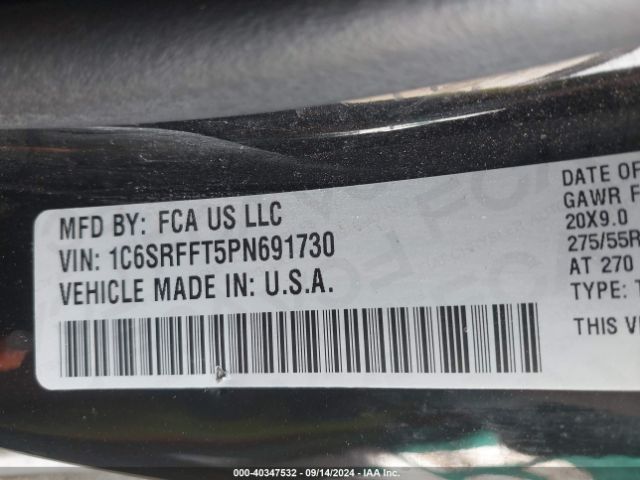 MFD BY: FCA US LLC
VIN: 1C6SRFFT5PN691730
VEHICLE MADE IN: U.S.A.
DATE OF
GAWR F
20X9.0
275/55R
AT 270
TYPE: T
THIS VE
000-40347532 - 09/14/2024 - IAA Inc.